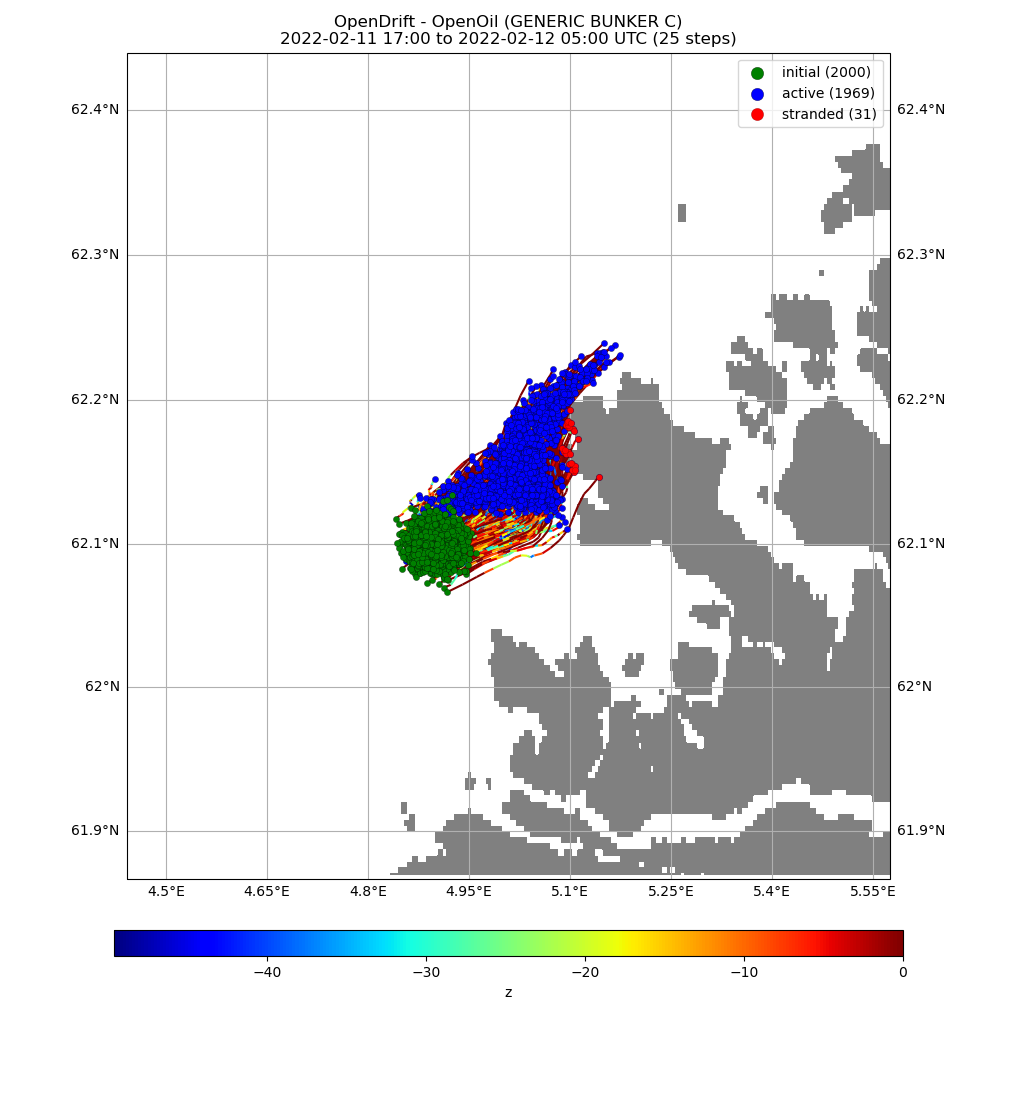 OpenDrift - OpenOil (GENERIC BUNKER C)
2022-02-11 17:00 to 2022-02-12 05:00 UTC (25 steps)
initial (2000)
active (1969)
stranded (31)
62.4°N 62.4°N
62.3°N 62.3°N
62.2°N 62.2°N
62.1°N 62.1°N
62°N 62°N
61.9°N 61.9°N
4.5°E 4.65°E 4.8°E 4.95°E 5.1°E 5.25°E 5.4°E 5.55°E
−40 −30 −20 −10 0
z